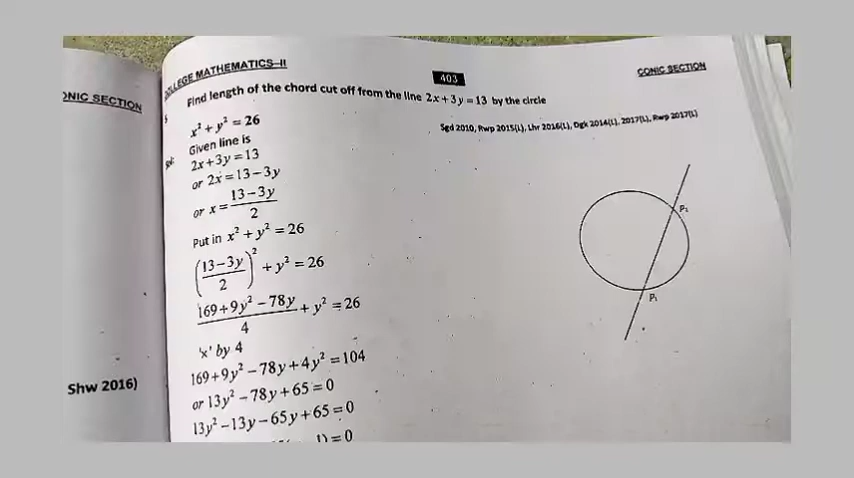 ONIC SECTION
Shw 2016)
COLLEGE MATHEMATICS–II
403
CONIC SECTION
Find length of the chord cut off from the line 2x+3y=13 by the circle
x² + y² = 26
Sgd 2010, Rwp 2015(L), Lhr 2016(L), Dgk 2014(L), 2017(L), Rwp 2017(L)
Given line is
2x+3y=13
or 2x=13−3y
or x=(13−3y)/2
Put in x² + y² = 26
((13−3y)/2)² + y² = 26
(169+9y²−78y)/4 + y² = 26
'x' by 4
169+9y²−78y+4y²=104
or 13y²−78y+65=0
13y²−13y−65y+65=0
1)=0
P₂
P₁